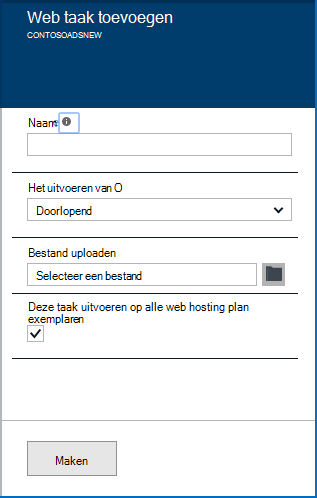 Web taak toevoegen
CONTOSOADSNEW
Naam
Het uitvoeren van O
Doorlopend
Bestand uploaden
Selecteer een bestand
Deze taak uitvoeren op alle web hosting plan
exemplaren
Maken